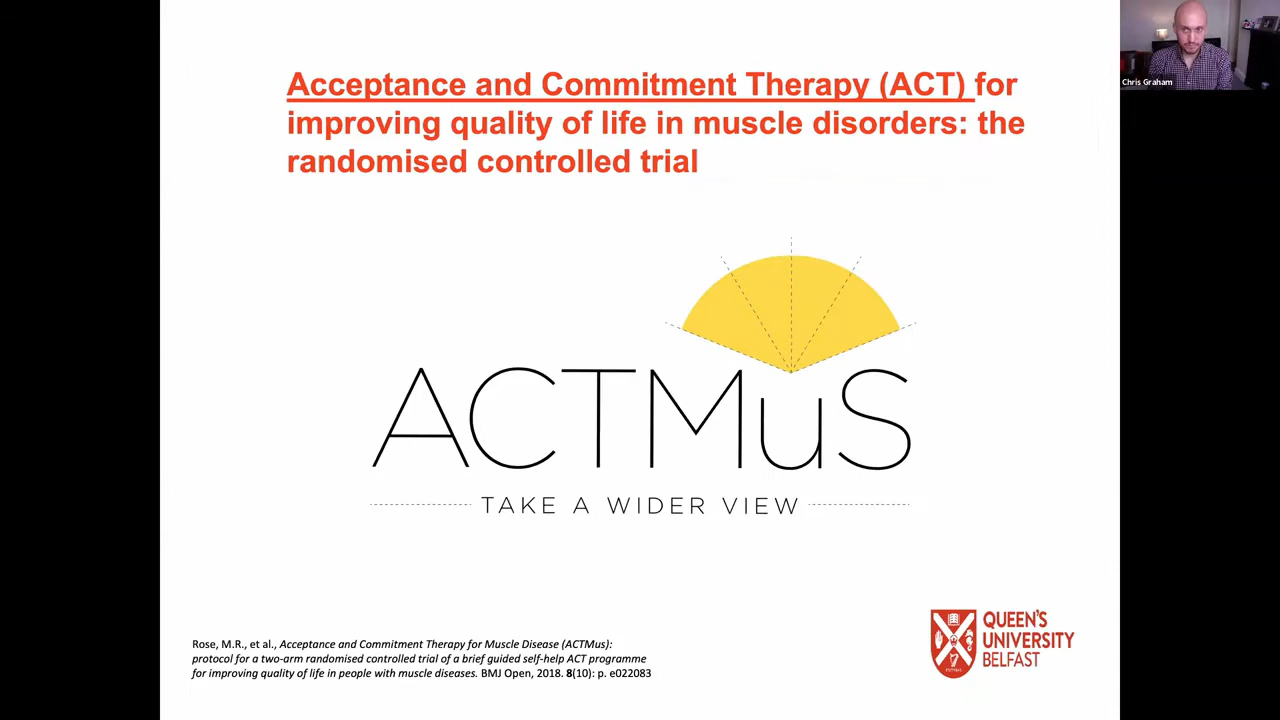 Acceptance and Commitment Therapy (ACT) for
improving quality of life in muscle disorders: the
randomised controlled trial
Chris Graham
ACTMuS
TAKE A WIDER VIEW
Rose, M.R., et al., Acceptance and Commitment Therapy for Muscle Disease (ACTMus):
protocol for a two-arm randomised controlled trial of a brief guided self-help ACT programme
for improving quality of life in people with muscle diseases. BMJ Open, 2018. 8(10): p. e022083
QUEEN'S
UNIVERSITY
BELFAST